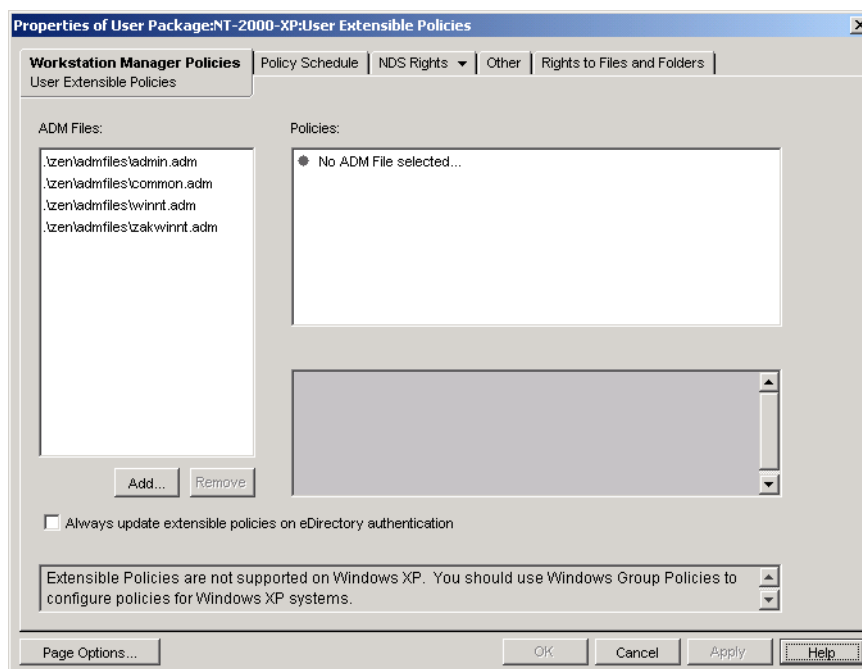 Properties of User Package:NT-2000-XP:User Extensible Policies
Workstation Manager Policies
User Extensible Policies
Policy Schedule
NDS Rights
Other
Rights to Files and Folders
ADM Files:
Policies:
.\zen\admfiles\admin.adm
.\zen\admfiles\common.adm
.\zen\admfiles\winnt.adm
.\zen\admfiles\zakwinnt.adm
No ADM File selected...
Add...
Remove
Always update extensible policies on eDirectory authentication
Extensible Policies are not supported on Windows XP. You should use Windows Group Policies to
configure policies for Windows XP systems.
Page Options...
OK
Cancel
Apply
Help